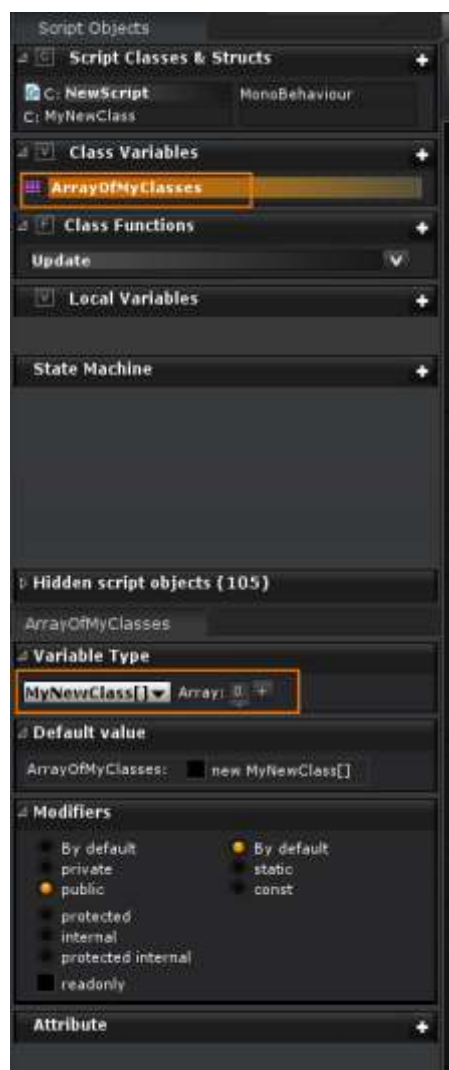 Script Objects
C Script Classes & Structs +
C: NewScript MonoBehaviour
C: MyNewClass
V Class Variables +
ArrayOfMyClasses
F Class Functions +
Update
V Local Variables +
State Machine +
Hidden script objects (105)
ArrayOfMyClasses
Variable Type
MyNewClass[] Array: 0 +
Default value
ArrayOfMyClasses: new MyNewClass[]
Modifiers
By default By default
private static
public const
protected
internal
protected internal
readonly
Attribute +